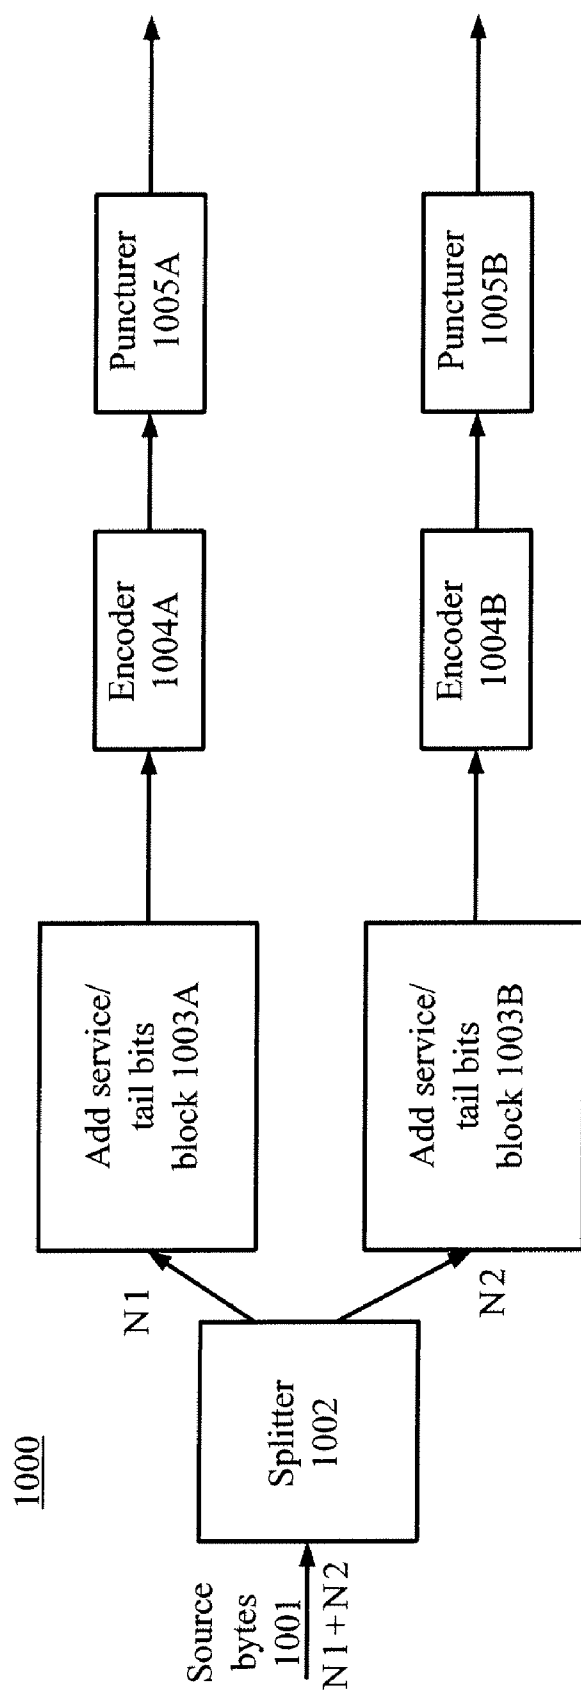 1000
Source
bytes
1001
N1+N2
Splitter
1002
N1
N2
Add service/
tail bits
block 1003A
Encoder
1004A
Puncturer
1005A
Add service/
tail bits
block 1003B
Encoder
1004B
Puncturer
1005B